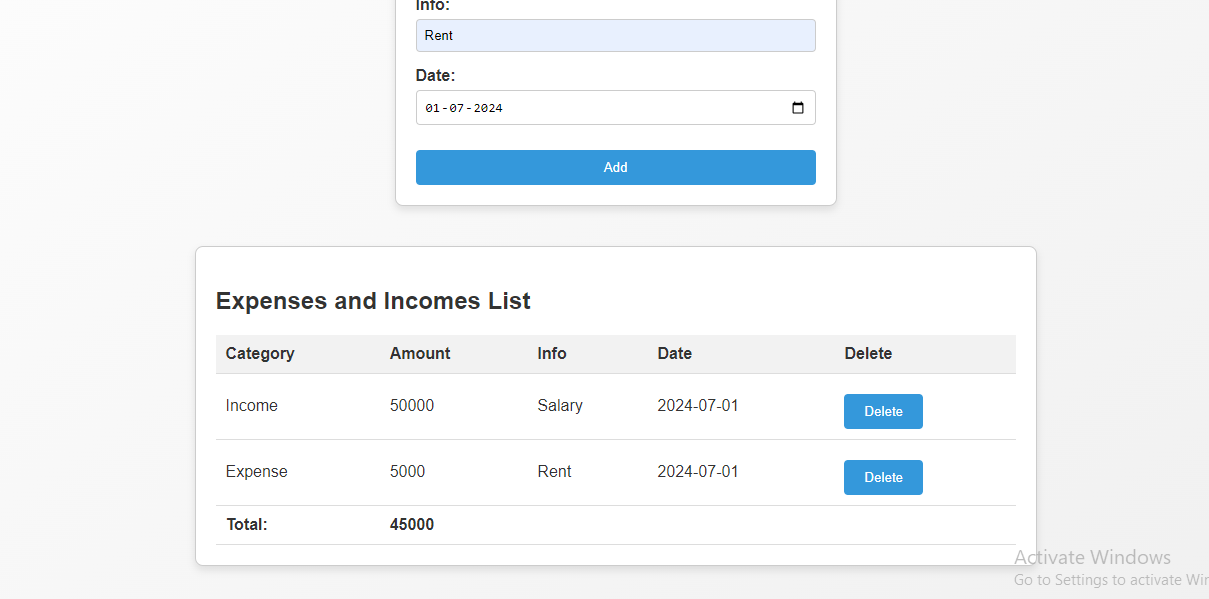 Info:
Rent
Date:
01-07-2024
Add
Expenses and Incomes List
Category Amount Info Date Delete
Income 50000 Salary 2024-07-01 Delete
Expense 5000 Rent 2024-07-01 Delete
Total: 45000
Activate Windows
Go to Settings to activate